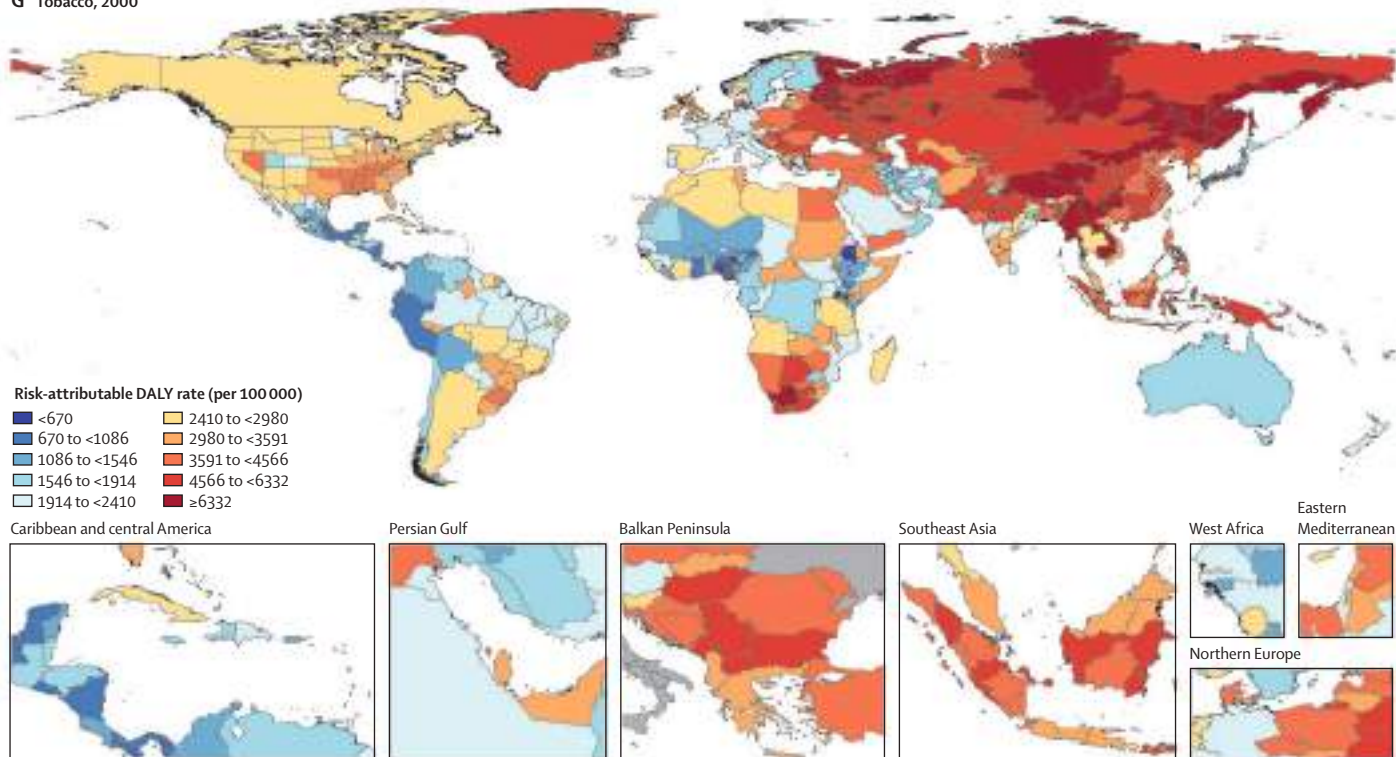 G Tobacco, 2000
Risk-attributable DALY rate (per 100 000)
<670
670 to <1086
1086 to <1546
1546 to <1914
1914 to <2410
2410 to <2980
2980 to <3591
3591 to <4566
4566 to <6332
≥6332
Caribbean and central America
Persian Gulf
Balkan Peninsula
Southeast Asia
West Africa
Eastern
Mediterranean
Northern Europe